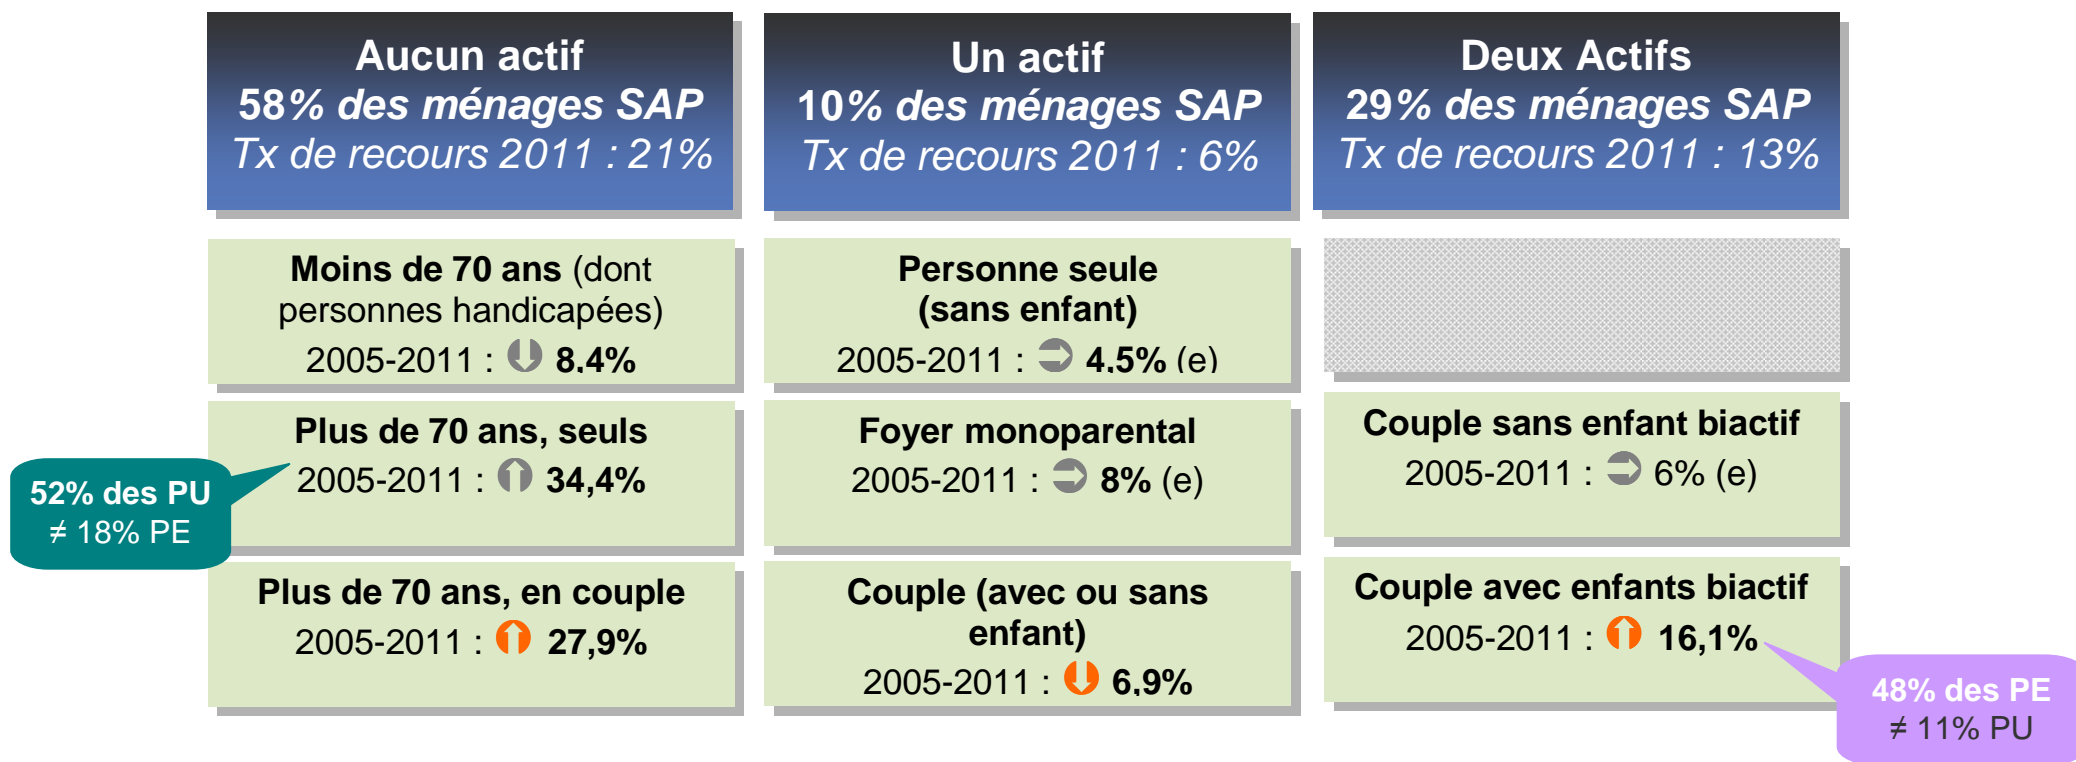 Aucun actif
58% des ménages SAP
Tx de recours 2011 : 21%
Moins de 70 ans (dont
personnes handicapées)
2005-2011 : 8,4%
Plus de 70 ans, seuls
2005-2011 : 34,4%
52% des PU
≠ 18% PE
Plus de 70 ans, en couple
2005-2011 : 27,9%
Un actif
10% des ménages SAP
Tx de recours 2011 : 6%
Personne seule
(sans enfant)
2005-2011 : 4,5% (e)
Foyer monoparental
2005-2011 : 8% (e)
Couple (avec ou sans
enfant)
2005-2011 : 6,9%
Deux Actifs
29% des ménages SAP
Tx de recours 2011 : 13%
Couple sans enfant biactif
2005-2011 : 6% (e)
Couple avec enfants biactif
2005-2011 : 16,1%
48% des PE
≠ 11% PU